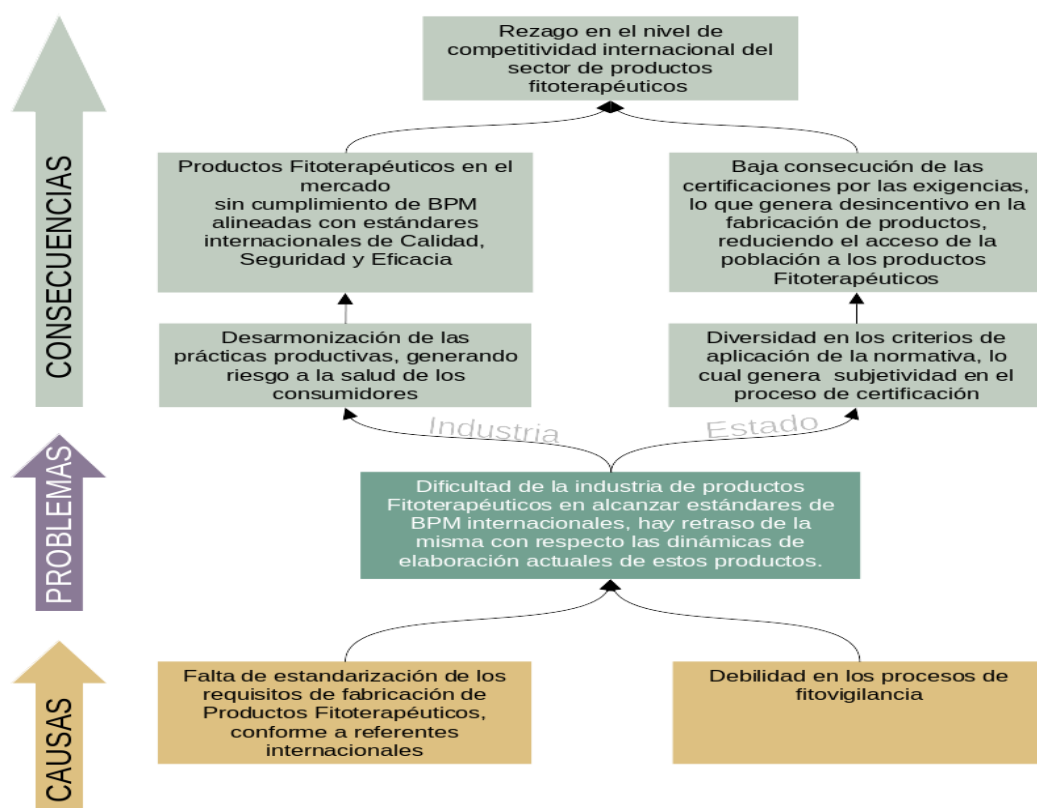 Rezago en el nivel de
competitividad internacional del
sector de productos
fitoterapéuticos
CONSECUENCIAS
Productos Fitoterapéuticos en el
mercado
sin cumplimiento de BPM
alineadas con estándares
internacionales de Calidad,
Seguridad y Eficacia
Baja consecución de las
certificaciones por las exigencias,
lo que genera desincentivo en la
fabricación de productos,
reduciendo el acceso de la
población a los productos
Fitoterapéuticos
Desarmonización de las
prácticas productivas, generando
riesgo a la salud de los
consumidores
Diversidad en los criterios de
aplicación de la normativa, lo
cual genera subjetividad en el
proceso de certificación
Industria
Estado
PROBLEMAS
Dificultad de la industria de productos
Fitoterapéuticos en alcanzar estándares de
BPM internacionales, hay retraso de la
misma con respecto las dinámicas de
elaboración actuales de estos productos.
CAUSAS
Falta de estandarización de los
requisitos de fabricación de
Productos Fitoterapéuticos,
conforme a referentes
internacionales
Debilidad en los procesos de
fitovigilancia